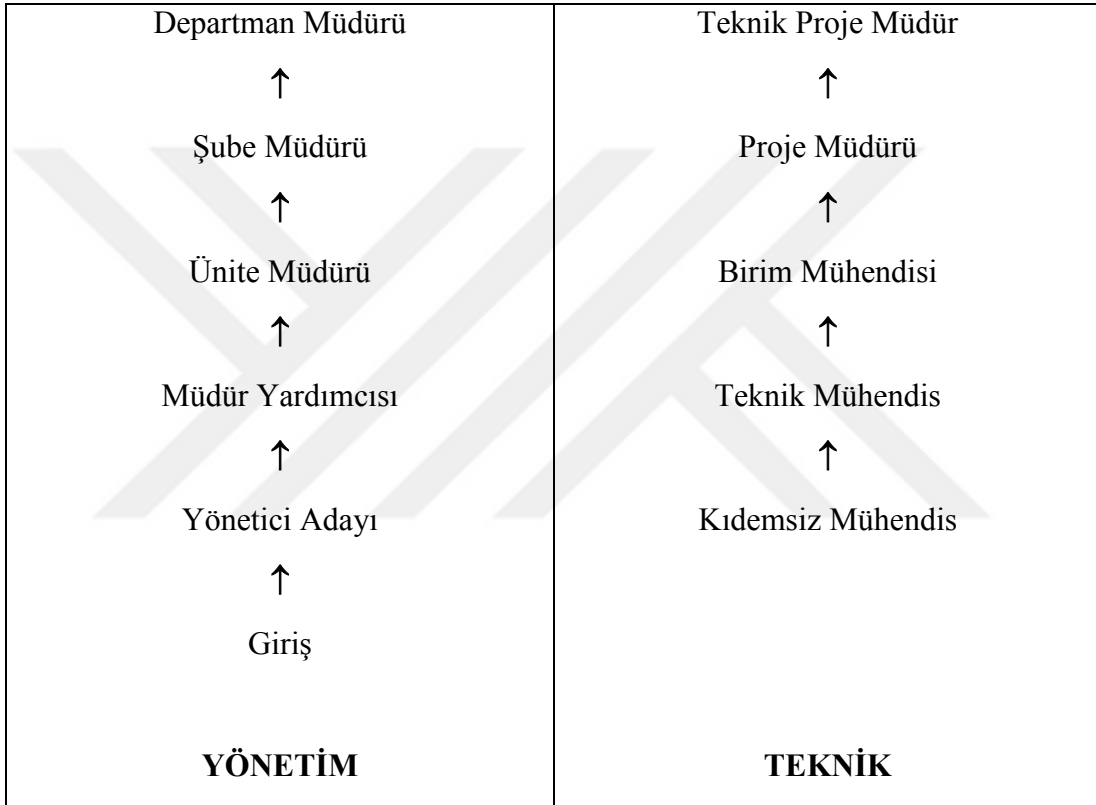 Departman Müdürü
↑
Şube Müdürü
↑
Ünite Müdürü
↑
Müdür Yardımcısı
↑
Yönetici Adayı
↑
Giriş
YÖNETİM
Teknik Proje Müdür
↑
Proje Müdürü
↑
Birim Mühendisi
↑
Teknik Mühendis
↑
Kıdemsiz Mühendis
TEKNİK